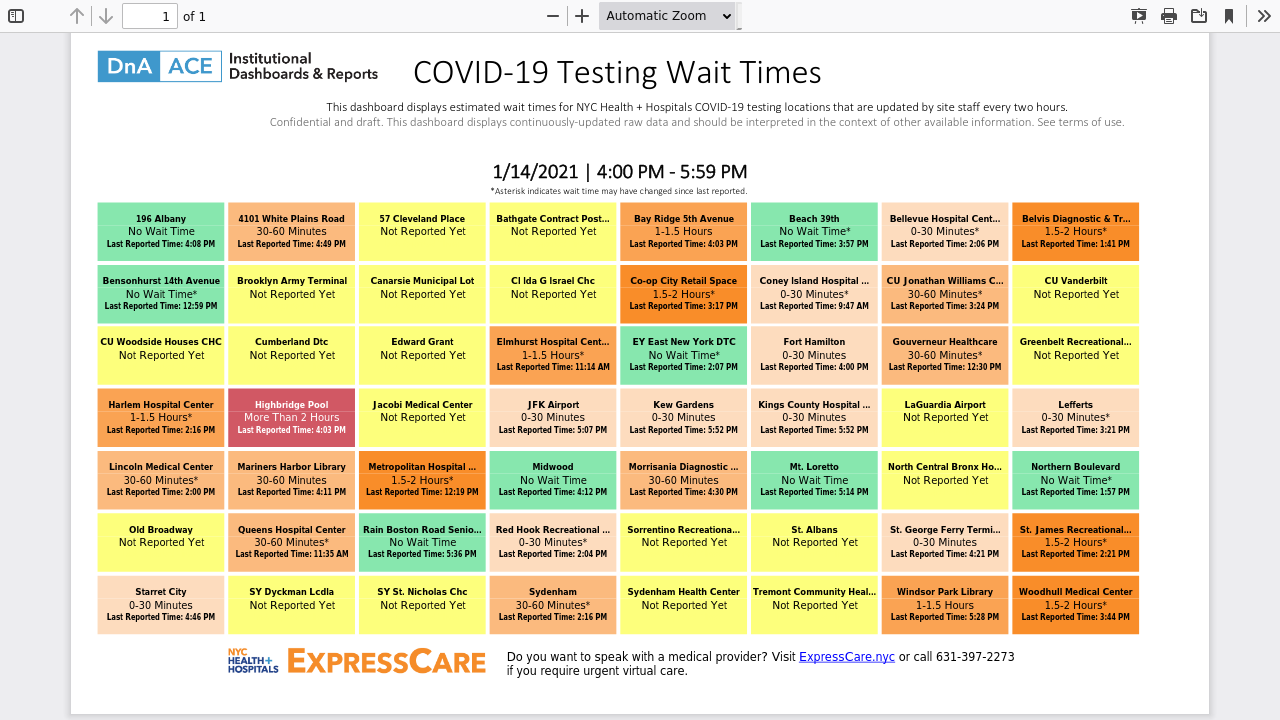 1 of 1 Automatic Zoom
DnA ACE Institutional Dashboards & Reports
COVID-19 Testing Wait Times
This dashboard displays estimated wait times for NYC Health + Hospitals COVID-19 testing locations that are updated by site staff every two hours.
Confidential and draft. This dashboard displays continuously-updated raw data and should be interpreted in the context of other available information. See terms of use.
1/14/2021 | 4:00 PM - 5:59 PM
*Asterisk indicates wait time may have changed since last reported.
196 Albany
No Wait Time
Last Reported Time: 4:08 PM
4101 White Plains Road
30-60 Minutes
Last Reported Time: 4:49 PM
57 Cleveland Place
Not Reported Yet
Bathgate Contract Post...
Not Reported Yet
Bay Ridge 5th Avenue
1-1.5 Hours
Last Reported Time: 4:03 PM
Beach 39th
No Wait Time*
Last Reported Time: 3:57 PM
Bellevue Hospital Cent...
0-30 Minutes*
Last Reported Time: 2:06 PM
Belvis Diagnostic & Tr...
1.5-2 Hours*
Last Reported Time: 1:41 PM
Bensonhurst 14th Avenue
No Wait Time*
Last Reported Time: 12:59 PM
Brooklyn Army Terminal
Not Reported Yet
Canarsie Municipal Lot
Not Reported Yet
CI Ida G Israel Chc
Not Reported Yet
Co-op City Retail Space
1.5-2 Hours*
Last Reported Time: 3:17 PM
Coney Island Hospital ...
0-30 Minutes*
Last Reported Time: 9:47 AM
CU Jonathan Williams C...
30-60 Minutes*
Last Reported Time: 3:24 PM
CU Vanderbilt
Not Reported Yet
CU Woodside Houses CHC
Not Reported Yet
Cumberland Dtc
Not Reported Yet
Edward Grant
Not Reported Yet
Elmhurst Hospital Cent...
1-1.5 Hours*
Last Reported Time: 11:14 AM
EY East New York DTC
No Wait Time*
Last Reported Time: 2:07 PM
Fort Hamilton
0-30 Minutes
Last Reported Time: 4:00 PM
Gouverneur Healthcare
30-60 Minutes*
Last Reported Time: 12:30 PM
Greenbelt Recreational...
Not Reported Yet
Harlem Hospital Center
1-1.5 Hours*
Last Reported Time: 2:16 PM
Highbridge Pool
More Than 2 Hours
Last Reported Time: 4:03 PM
Jacobi Medical Center
Not Reported Yet
JFK Airport
0-30 Minutes
Last Reported Time: 5:07 PM
Kew Gardens
0-30 Minutes
Last Reported Time: 5:52 PM
Kings County Hospital ...
0-30 Minutes
Last Reported Time: 5:52 PM
LaGuardia Airport
Not Reported Yet
Lefferts
0-30 Minutes*
Last Reported Time: 3:21 PM
Lincoln Medical Center
30-60 Minutes*
Last Reported Time: 2:00 PM
Mariners Harbor Library
30-60 Minutes
Last Reported Time: 4:11 PM
Metropolitan Hospital ...
1.5-2 Hours*
Last Reported Time: 12:19 PM
Midwood
No Wait Time
Last Reported Time: 4:12 PM
Morrisania Diagnostic ...
30-60 Minutes
Last Reported Time: 4:30 PM
Mt. Loretto
No Wait Time
Last Reported Time: 5:14 PM
North Central Bronx Ho...
Not Reported Yet
Northern Boulevard
No Wait Time*
Last Reported Time: 1:57 PM
Old Broadway
Not Reported Yet
Queens Hospital Center
30-60 Minutes*
Last Reported Time: 11:35 AM
Rain Boston Road Senio...
No Wait Time
Last Reported Time: 5:36 PM
Red Hook Recreational ...
0-30 Minutes*
Last Reported Time: 2:04 PM
Sorrentino Recreationa...
Not Reported Yet
St. Albans
Not Reported Yet
St. George Ferry Termi...
0-30 Minutes
Last Reported Time: 4:21 PM
St. James Recreational...
1.5-2 Hours*
Last Reported Time: 2:21 PM
Starret City
0-30 Minutes
Last Reported Time: 4:46 PM
SY Dyckman Lcdla
Not Reported Yet
SY St. Nicholas Chc
Not Reported Yet
Sydenham
30-60 Minutes*
Last Reported Time: 2:16 PM
Sydenham Health Center
Not Reported Yet
Tremont Community Heal...
Not Reported Yet
Windsor Park Library
1-1.5 Hours
Last Reported Time: 5:28 PM
Woodhull Medical Center
1.5-2 Hours*
Last Reported Time: 3:44 PM
NYC
HEALTH+
HOSPITALS
EXPRESSCARE
Do you want to speak with a medical provider? Visit ExpressCare.nyc or call 631-397-2273
if you require urgent virtual care.